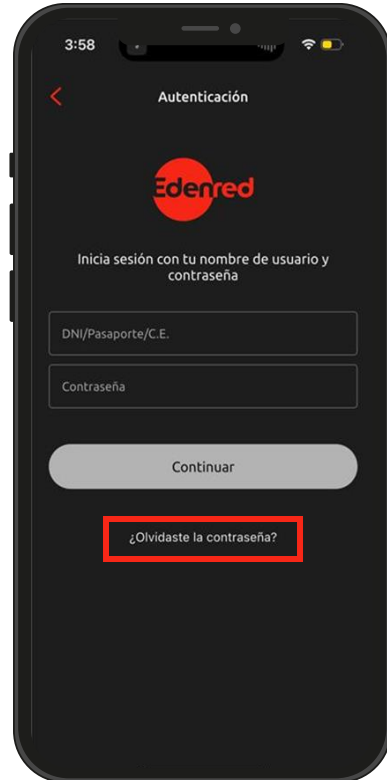 3:58
Autenticación
Edenred
Inicia sesión con tu nombre de usuario y
contraseña
DNI/Pasaporte/C.E.
Contraseña
Continuar
¿Olvidaste la contraseña?